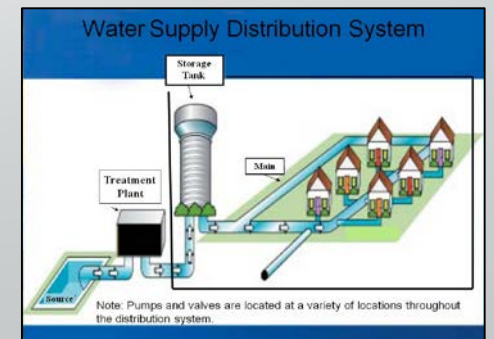 Water Supply Distribution System
Storage
Tank
Main
Treatment
Plant
Source
Note: Pumps and valves are located at a variety of locations throughout
the distribution system.